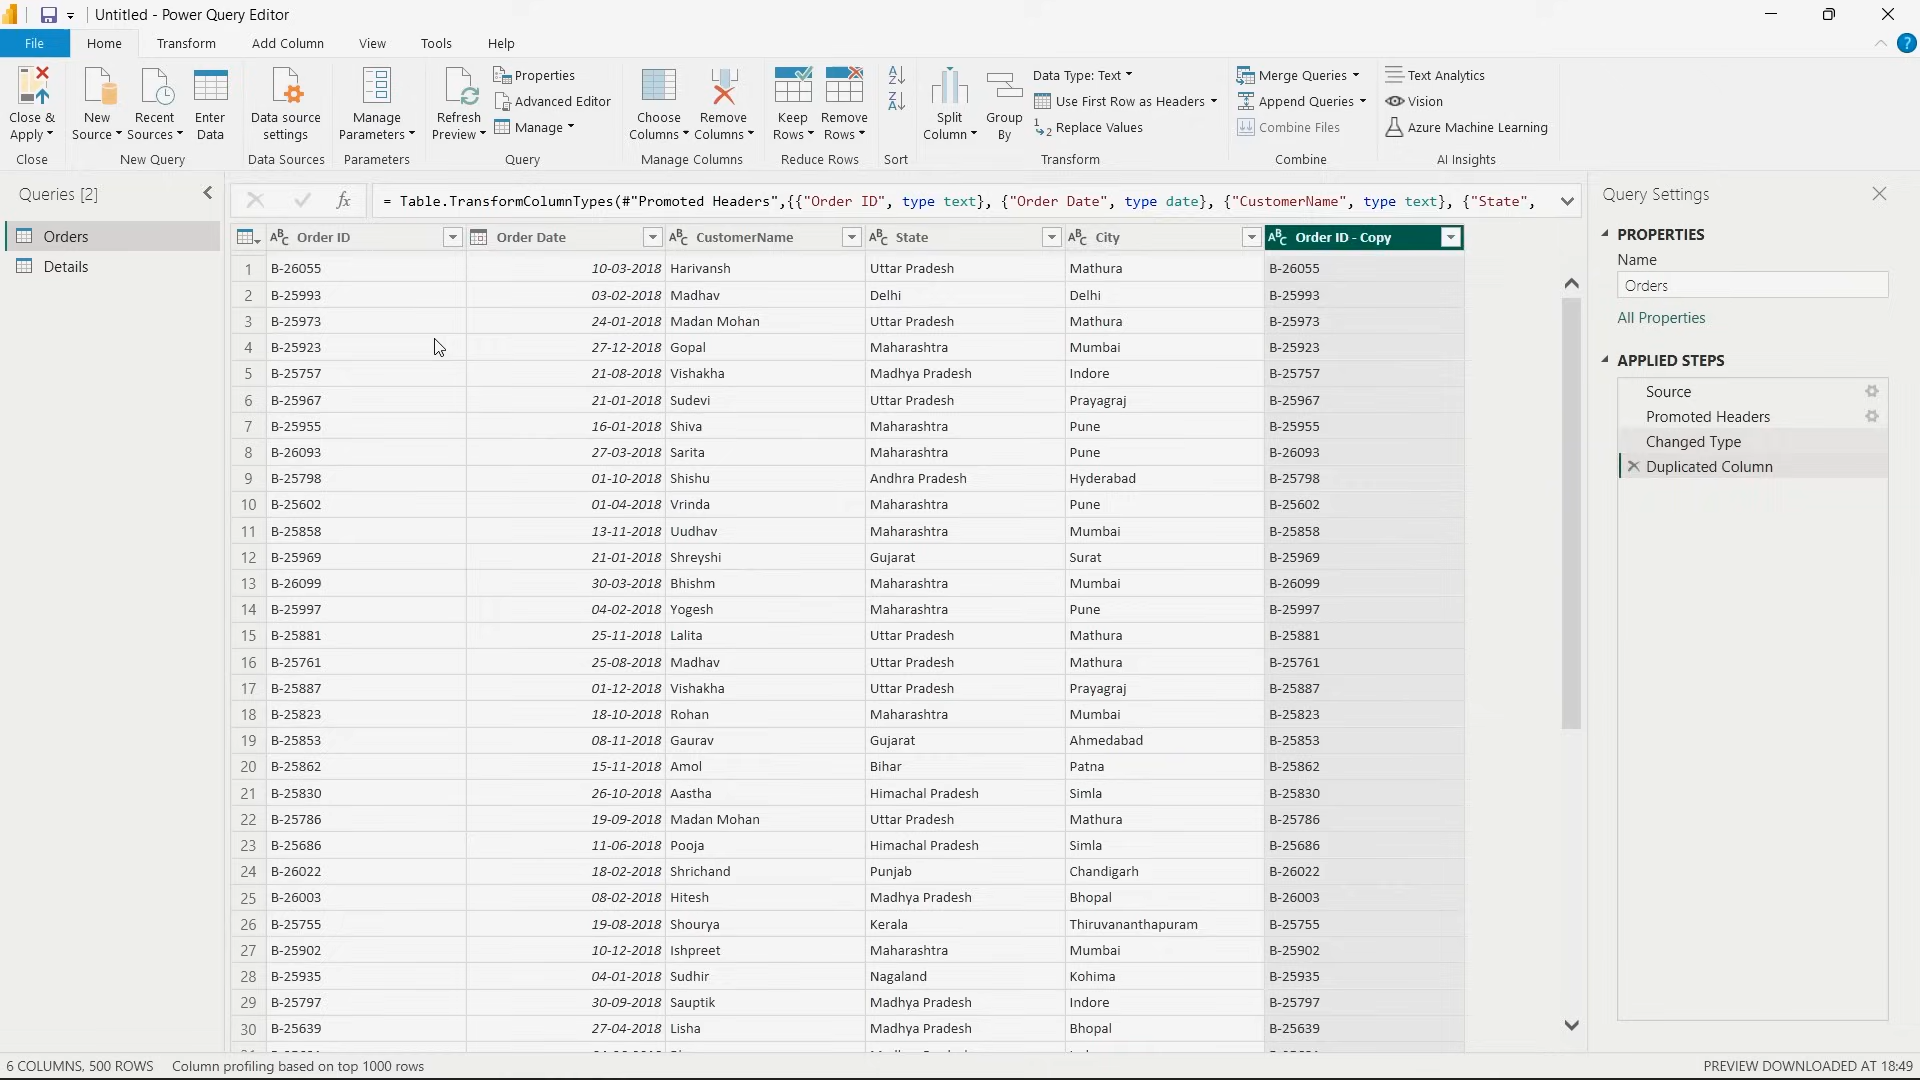 Untitled - Power Query Editor
File Home Transform Add Column View Tools Help
?
Close & Apply
New Source
Recent Sources
Enter Data
Data source settings
Manage Parameters
Refresh Preview
Properties
Advanced Editor
Manage
Choose Columns
Remove Columns
Keep Rows
Remove Rows
Split Column
Group By
Data Type: Text
Use First Row as Headers
Replace Values
Merge Queries
Append Queries
Combine Files
Text Analytics
Vision
Azure Machine Learning
Close New Query Data Sources Parameters Query Manage Columns Reduce Rows Sort Transform Combine AI Insights
Queries [2]
Orders
Details
fx = Table.TransformColumnTypes(#"Promoted Headers",{{"Order ID", type text}, {"Order Date", type date}, {"CustomerName", type text}, {"State",
Order ID Order Date CustomerName State City Order ID - Copy
1 B-26055 10-03-2018 Harivansh Uttar Pradesh Mathura B-26055
2 B-25993 03-02-2018 Madhav Delhi Delhi B-25993
3 B-25973 24-01-2018 Madan Mohan Uttar Pradesh Mathura B-25973
4 B-25923 27-12-2018 Gopal Maharashtra Mumbai B-25923
5 B-25757 21-08-2018 Vishakha Madhya Pradesh Indore B-25757
6 B-25967 21-01-2018 Sudevi Uttar Pradesh Prayagraj B-25967
7 B-25955 16-01-2018 Shiva Maharashtra Pune B-25955
8 B-26093 27-03-2018 Sarita Maharashtra Pune B-26093
9 B-25798 01-10-2018 Shishu Andhra Pradesh Hyderabad B-25798
10 B-25602 01-04-2018 Vrinda Maharashtra Pune B-25602
11 B-25858 13-11-2018 Uudhav Maharashtra Mumbai B-25858
12 B-25969 21-01-2018 Shreyshi Gujarat Surat B-25969
13 B-26099 30-03-2018 Bhishm Maharashtra Mumbai B-26099
14 B-25997 04-02-2018 Yogesh Maharashtra Pune B-25997
15 B-25881 25-11-2018 Lalita Uttar Pradesh Mathura B-25881
16 B-25761 25-08-2018 Madhav Uttar Pradesh Mathura B-25761
17 B-25887 01-12-2018 Vishakha Uttar Pradesh Prayagraj B-25887
18 B-25823 18-10-2018 Rohan Maharashtra Mumbai B-25823
19 B-25853 08-11-2018 Gaurav Gujarat Ahmedabad B-25853
20 B-25862 15-11-2018 Amol Bihar Patna B-25862
21 B-25830 26-10-2018 Aastha Himachal Pradesh Simla B-25830
22 B-25786 19-09-2018 Madan Mohan Uttar Pradesh Mathura B-25786
23 B-25686 11-06-2018 Pooja Himachal Pradesh Simla B-25686
24 B-26022 18-02-2018 Shrichand Punjab Chandigarh B-26022
25 B-26003 08-02-2018 Hitesh Madhya Pradesh Bhopal B-26003
26 B-25755 19-08-2018 Shourya Kerala Thiruvananthapuram B-25755
27 B-25902 10-12-2018 Ishpreet Maharashtra Mumbai B-25902
28 B-25935 04-01-2018 Sudhir Nagaland Kohima B-25935
29 B-25797 30-09-2018 Sauptik Madhya Pradesh Indore B-25797
30 B-25639 27-04-2018 Lisha Madhya Pradesh Bhopal B-25639
Query Settings
PROPERTIES
Name
Orders
All Properties
APPLIED STEPS
Source
Promoted Headers
Changed Type
Duplicated Column
6 COLUMNS, 500 ROWS Column profiling based on top 1000 rows PREVIEW DOWNLOADED AT 18:49